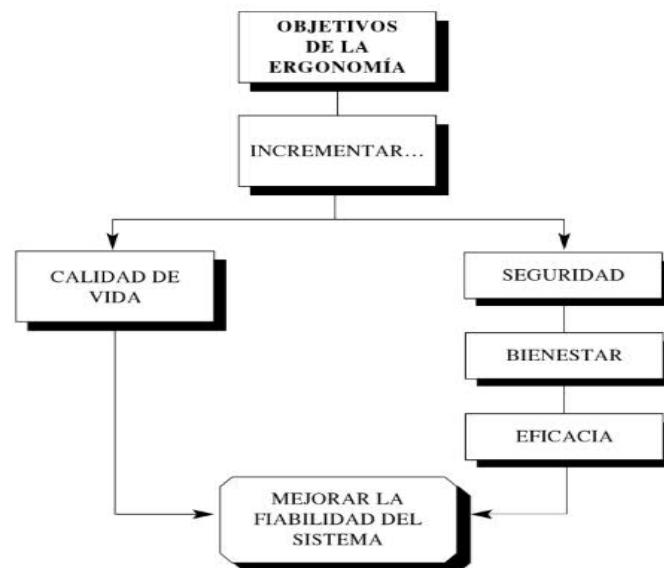 OBJETIVOS
DE LA
ERGONOMÍA
INCREMENTAR...
CALIDAD DE
VIDA
SEGURIDAD
BIENESTAR
EFICACIA
MEJORAR LA
FIABILIDAD DEL
SISTEMA